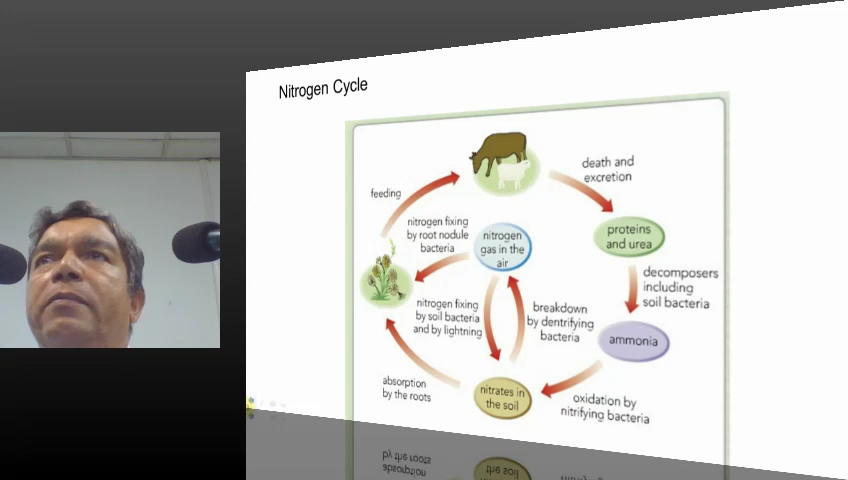 Nitrogen Cycle
feeding
death and
excretion
nitrogen fixing
by root nodule
bacteria
nitrogen
gas in the
air
proteins
and urea
decomposers
including
soil bacteria
nitrogen fixing
by soil bacteria
and by lightning
breakdown
by dentrifying
bacteria
ammonia
absorption
by the roots
nitrates in
the soil
oxidation by
nitrifying bacteria